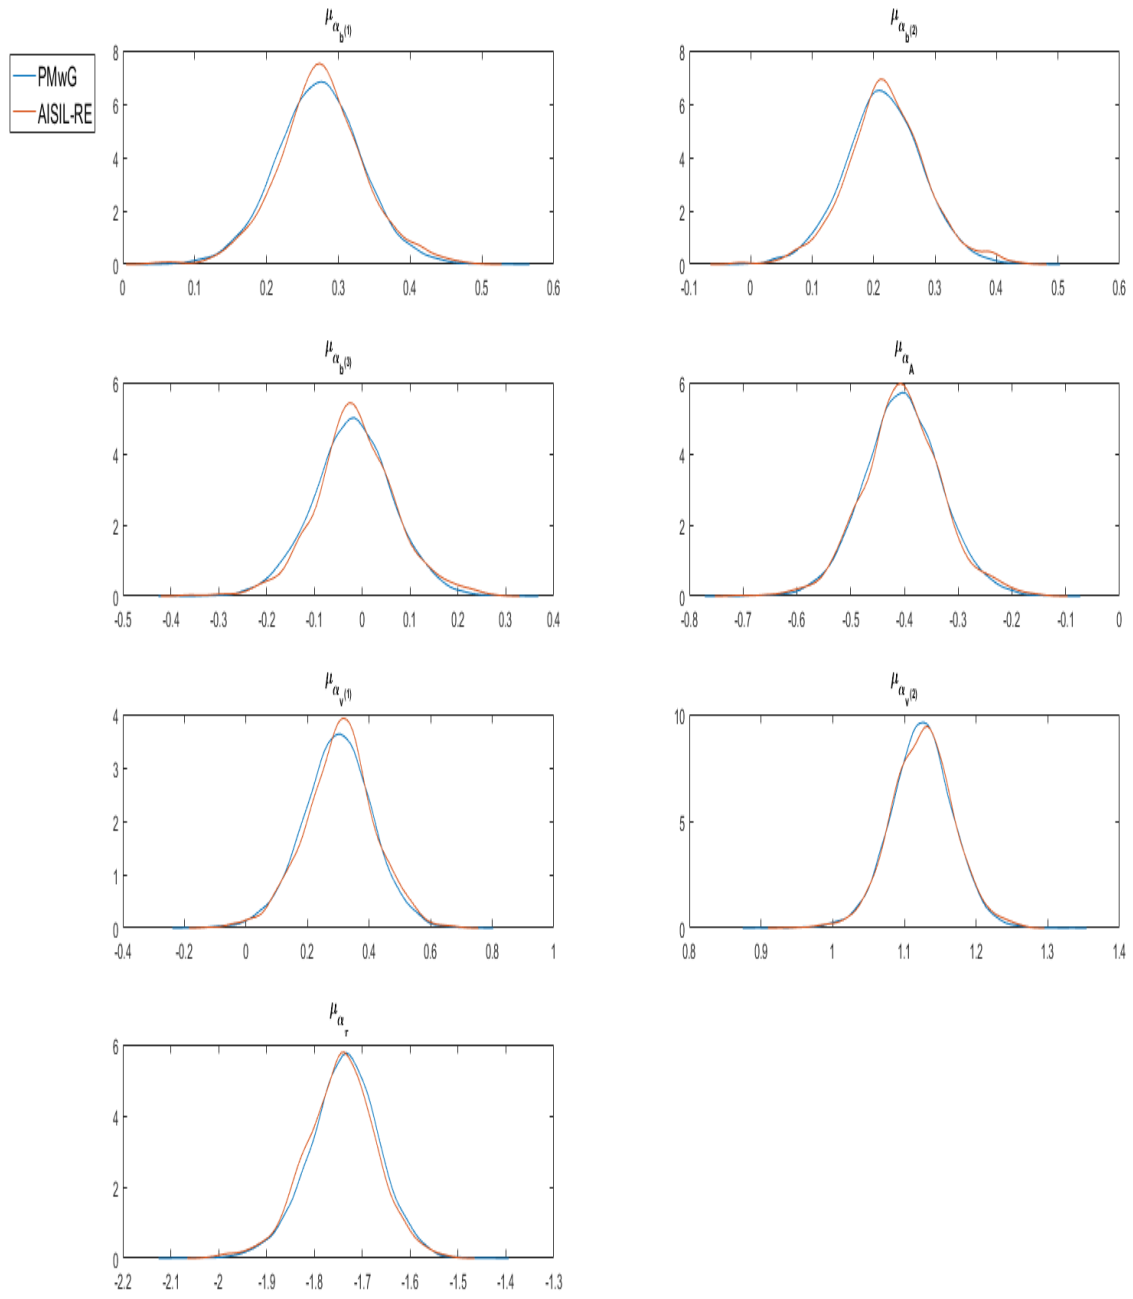 μ_{α_{b^{(1)}}} μ_{α_{b^{(2)}}}
PMwG
AISIL-RE
8 6 4 2 0
0 0.1 0.2 0.3 0.4 0.5 0.6
8 6 4 2 0
-0.1 0 0.1 0.2 0.3 0.4 0.5 0.6
μ_{α_{b^{(3)}}} μ_{α_A}
6 4 2 0
-0.5 -0.4 -0.3 -0.2 -0.1 0 0.1 0.2 0.3 0.4
6 4 2 0
-0.8 -0.7 -0.6 -0.5 -0.4 -0.3 -0.2 -0.1 0
μ_{α_{v^{(1)}}} μ_{α_{v^{(2)}}}
4 3 2 1 0
-0.4 -0.2 0 0.2 0.4 0.6 0.8 1
10 5 0
0.8 0.9 1 1.1 1.2 1.3 1.4
μ_{α_r}
6 4 2 0
-2.2 -2.1 -2 -1.9 -1.8 -1.7 -1.6 -1.5 -1.4 -1.3